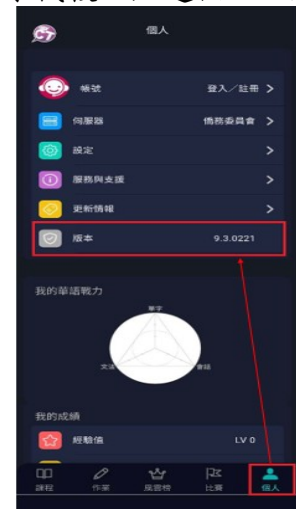 個人
帳號 登入／註冊 >
伺服器 僑務委員會 >
設定 >
服務與支援 >
更新情報 >
版本 9.3.0221
我的華語戰力
單字
文法 會話
我的成績
經驗值 LV 0
課程 作業 風雲榜 比賽 個人